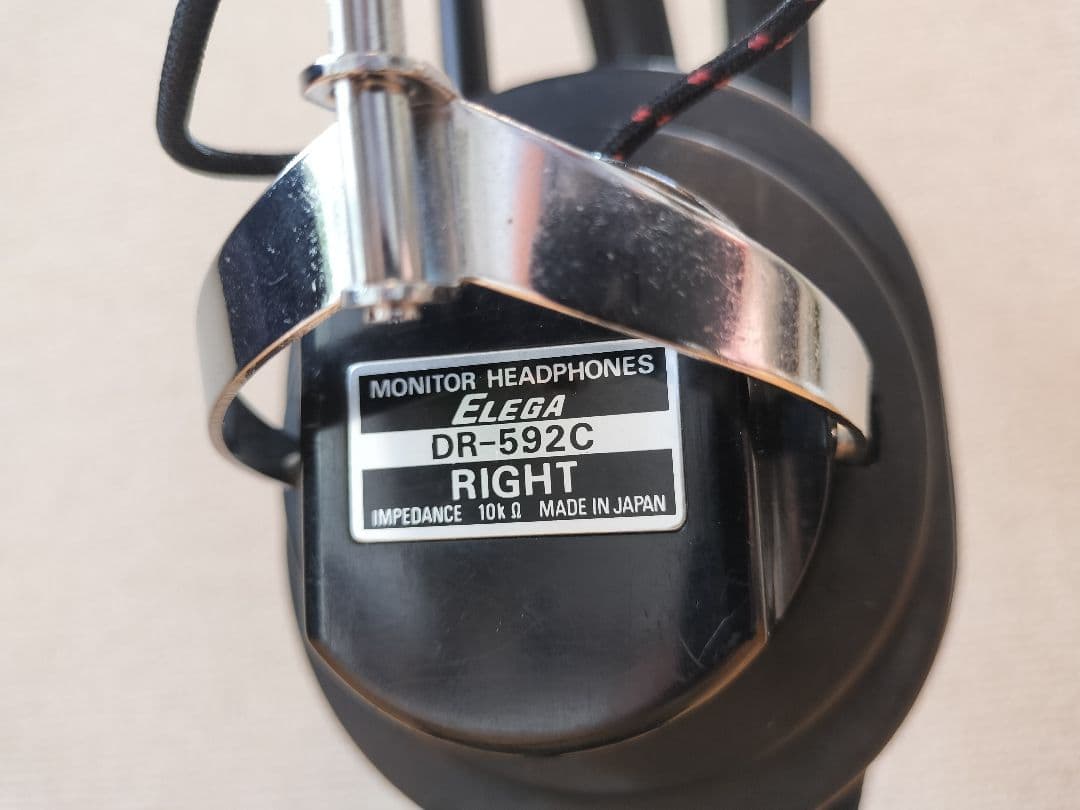 MONITOR HEADPHONES
ELEGA
DR-592C
RIGHT
IMPEDANCE 10k Ω MADE IN JAPAN